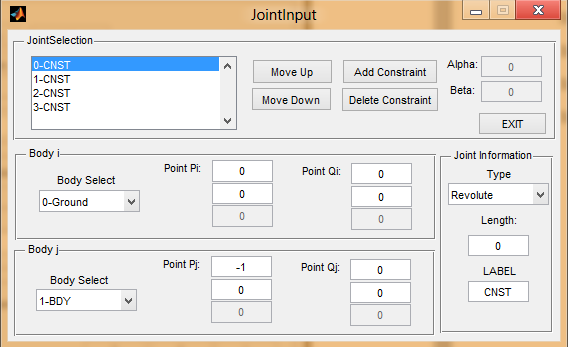 JointInput
JointSelection
0-CNST
1-CNST
2-CNST
3-CNST
Move Up
Add Constraint
Move Down
Delete Constraint
Alpha:
0
Beta:
0
EXIT
Body i
Body Select
0-Ground
Point Pi:
0
0
0
Point Qi:
0
0
0
Body j
Body Select
1-BDY
Point Pj:
-1
0
0
Point Qj:
0
0
0
Joint Information
Type
Revolute
Length:
0
LABEL
CNST